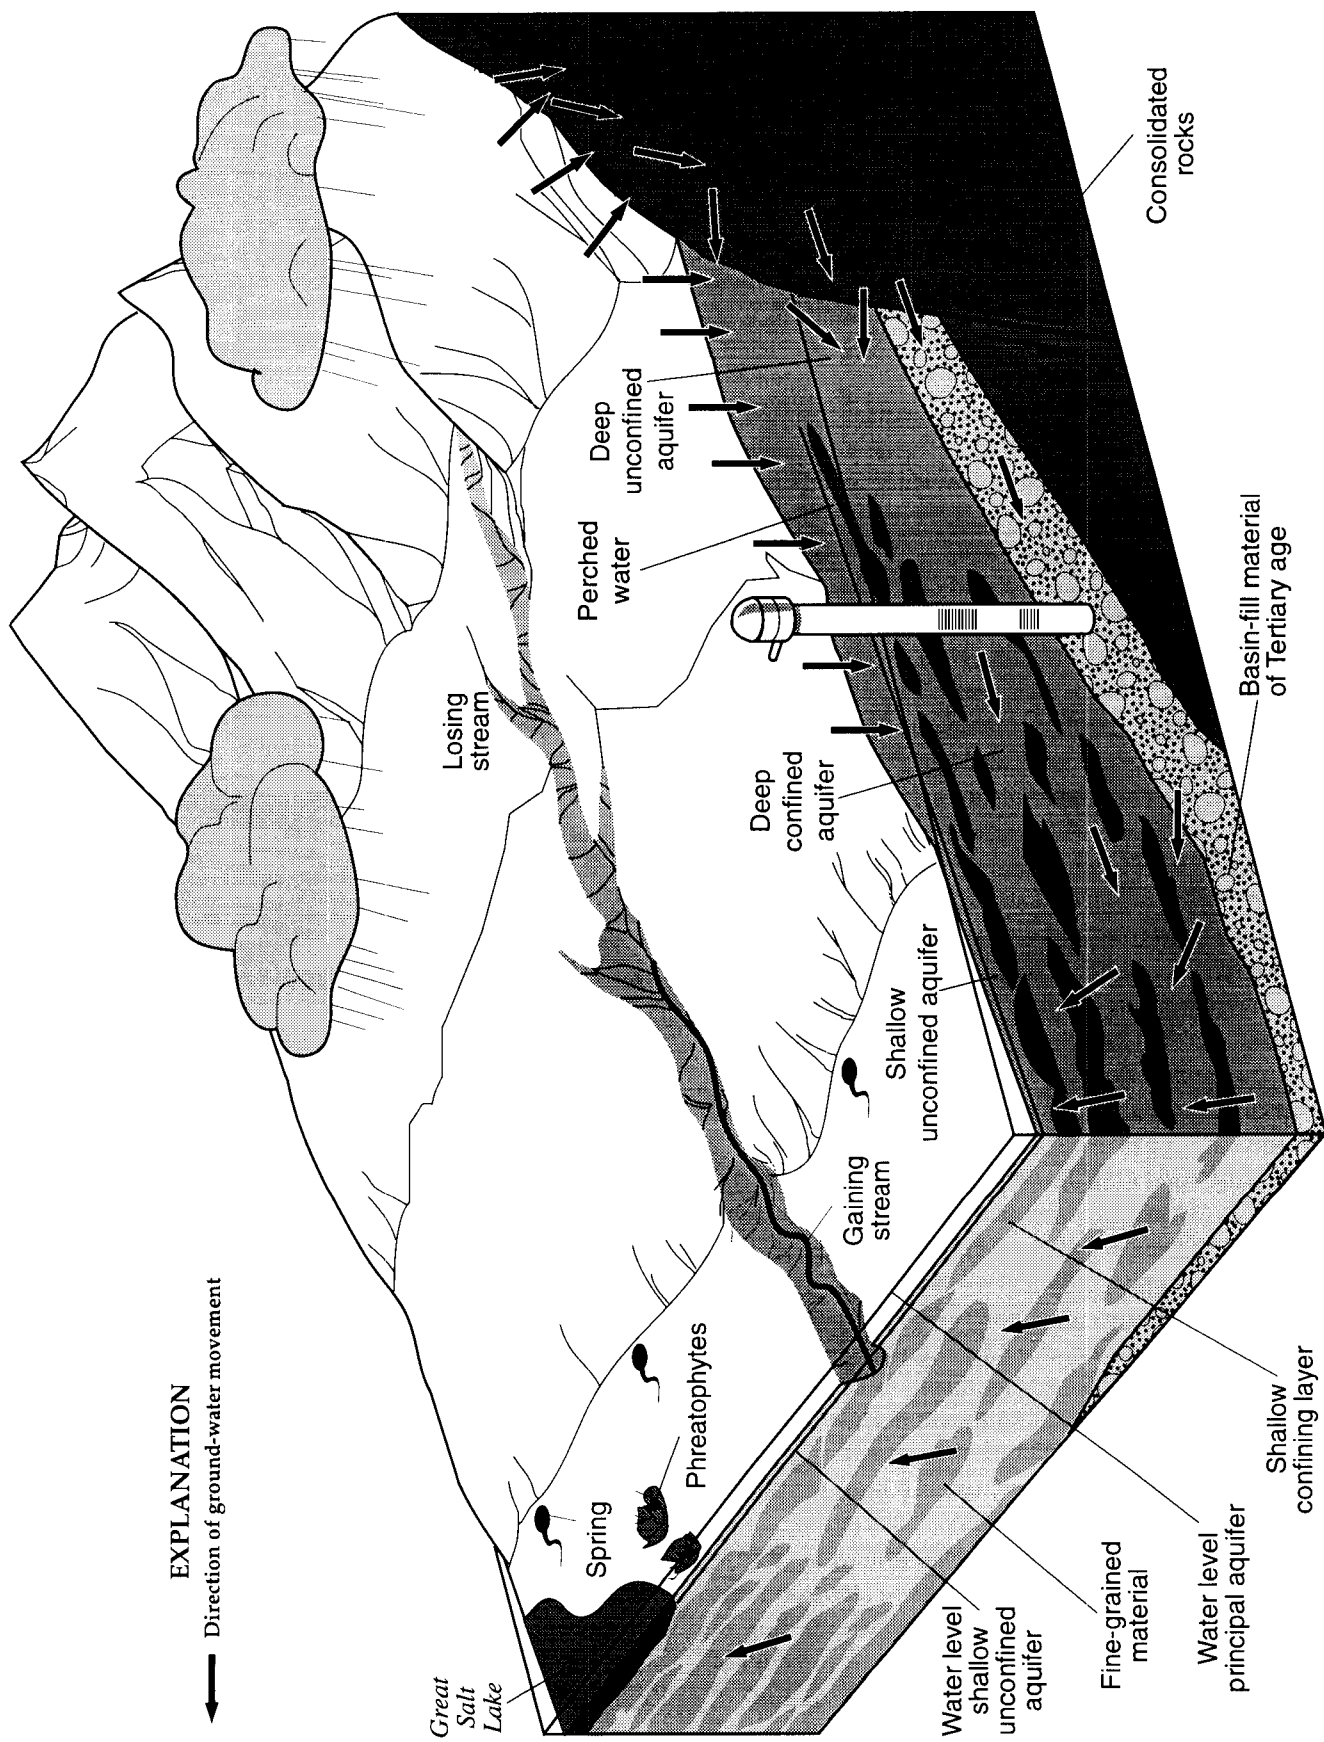 EXPLANATION
Direction of ground-water movement
Great
Salt
Lake
Spring
Phreatophytes
Losing
stream
Gaining
stream
Perched
water
Deep
unconfined
aquifer
Deep
confined
aquifer
Shallow
unconfined aquifer
Water level
shallow
unconfined
aquifer
Fine-grained
material
Water level
principal aquifer
Shallow
confining layer
Basin-fill material
of Tertiary age
Consolidated
rocks